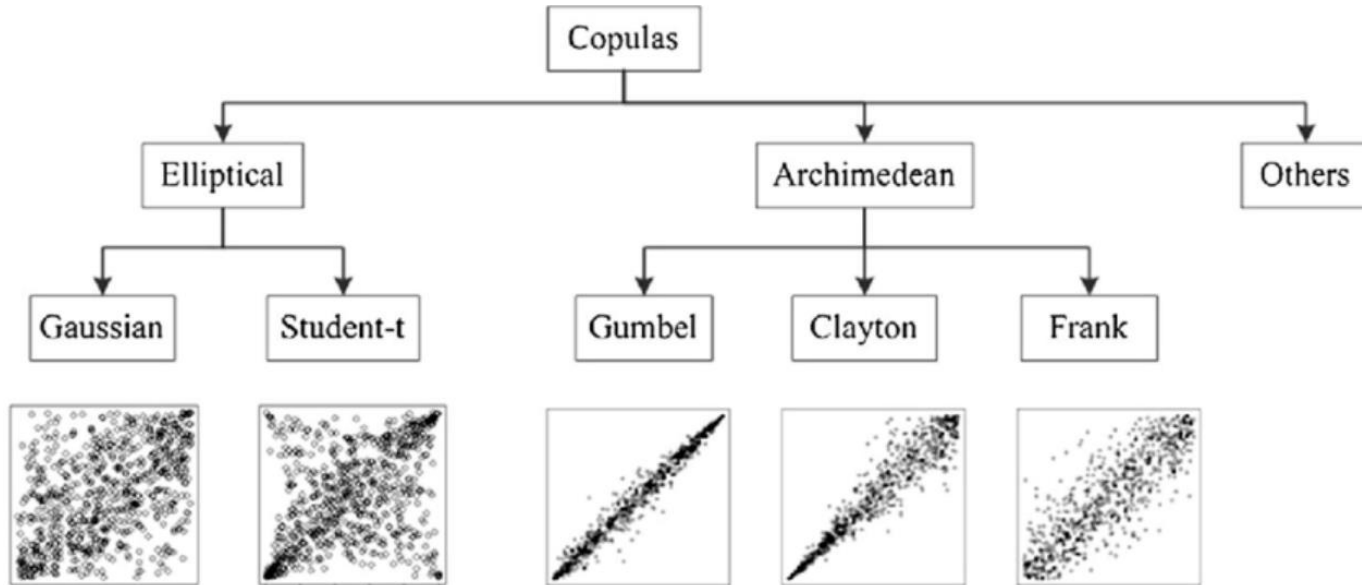 Copulas
Elliptical
Archimedean
Others
Gaussian
Student-t
Gumbel
Clayton
Frank